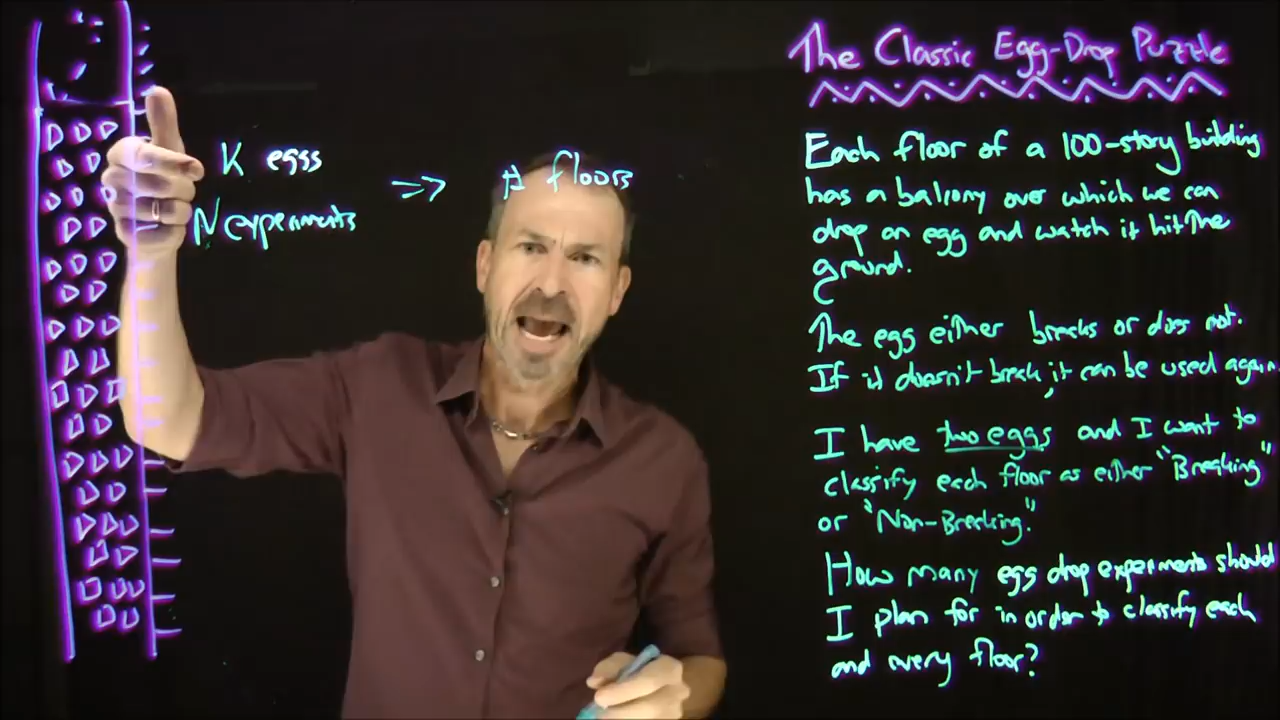 The Classic Egg-Drop Puzzle
Each floor of a 100-story building
has a balcony over which we can
drop an egg and watch it hit the
ground.
The egg either breaks or does not.
If it doesn't break, it can be used again.
I have two eggs and I want to
classify each floor as either "Breaking"
or "Non-Breaking."
How many egg drop experiments should
I plan for in order to classify each
and every floor?
K eggs
N experiments
=> # floors